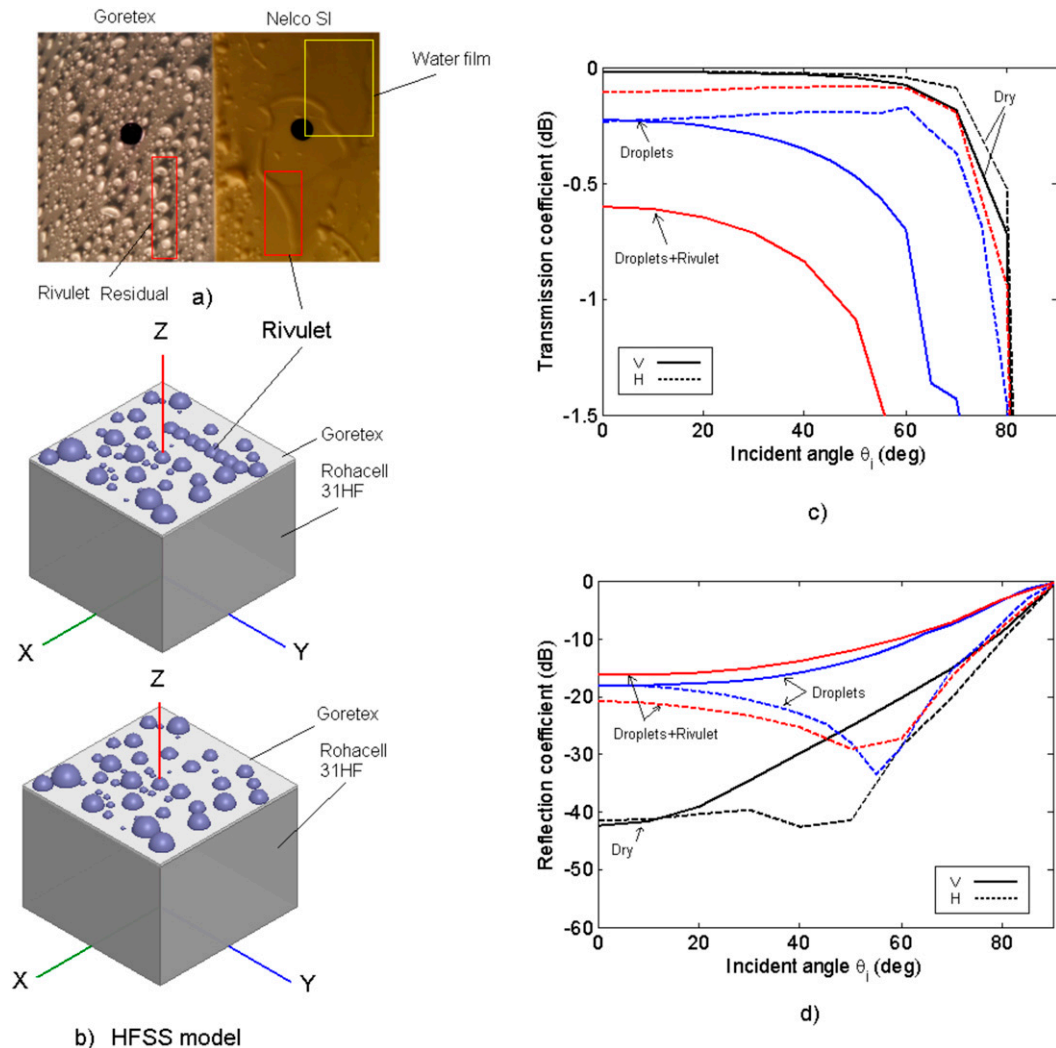 a)
Goretex
Nelco SI
Water film
Rivulet Residual
a)
Rivulet
Z
Goretex
Rohacell
31HF
X
Y
Z
Goretex
Rohacell
31HF
X
Y
b) HFSS model
0
-0.5
-1
-1.5
Transmission coefficient (dB)
Dry
Droplets
Droplets+Rivulet
V
H
0 20 40 60 80
Incident angle θi (deg)
c)
0
-10
-20
-30
-40
-50
-60
Reflection coefficient (dB)
Droplets
Droplets+Rivulet
Dry
V
H
0 20 40 60 80
Incident angle θi (deg)
d)